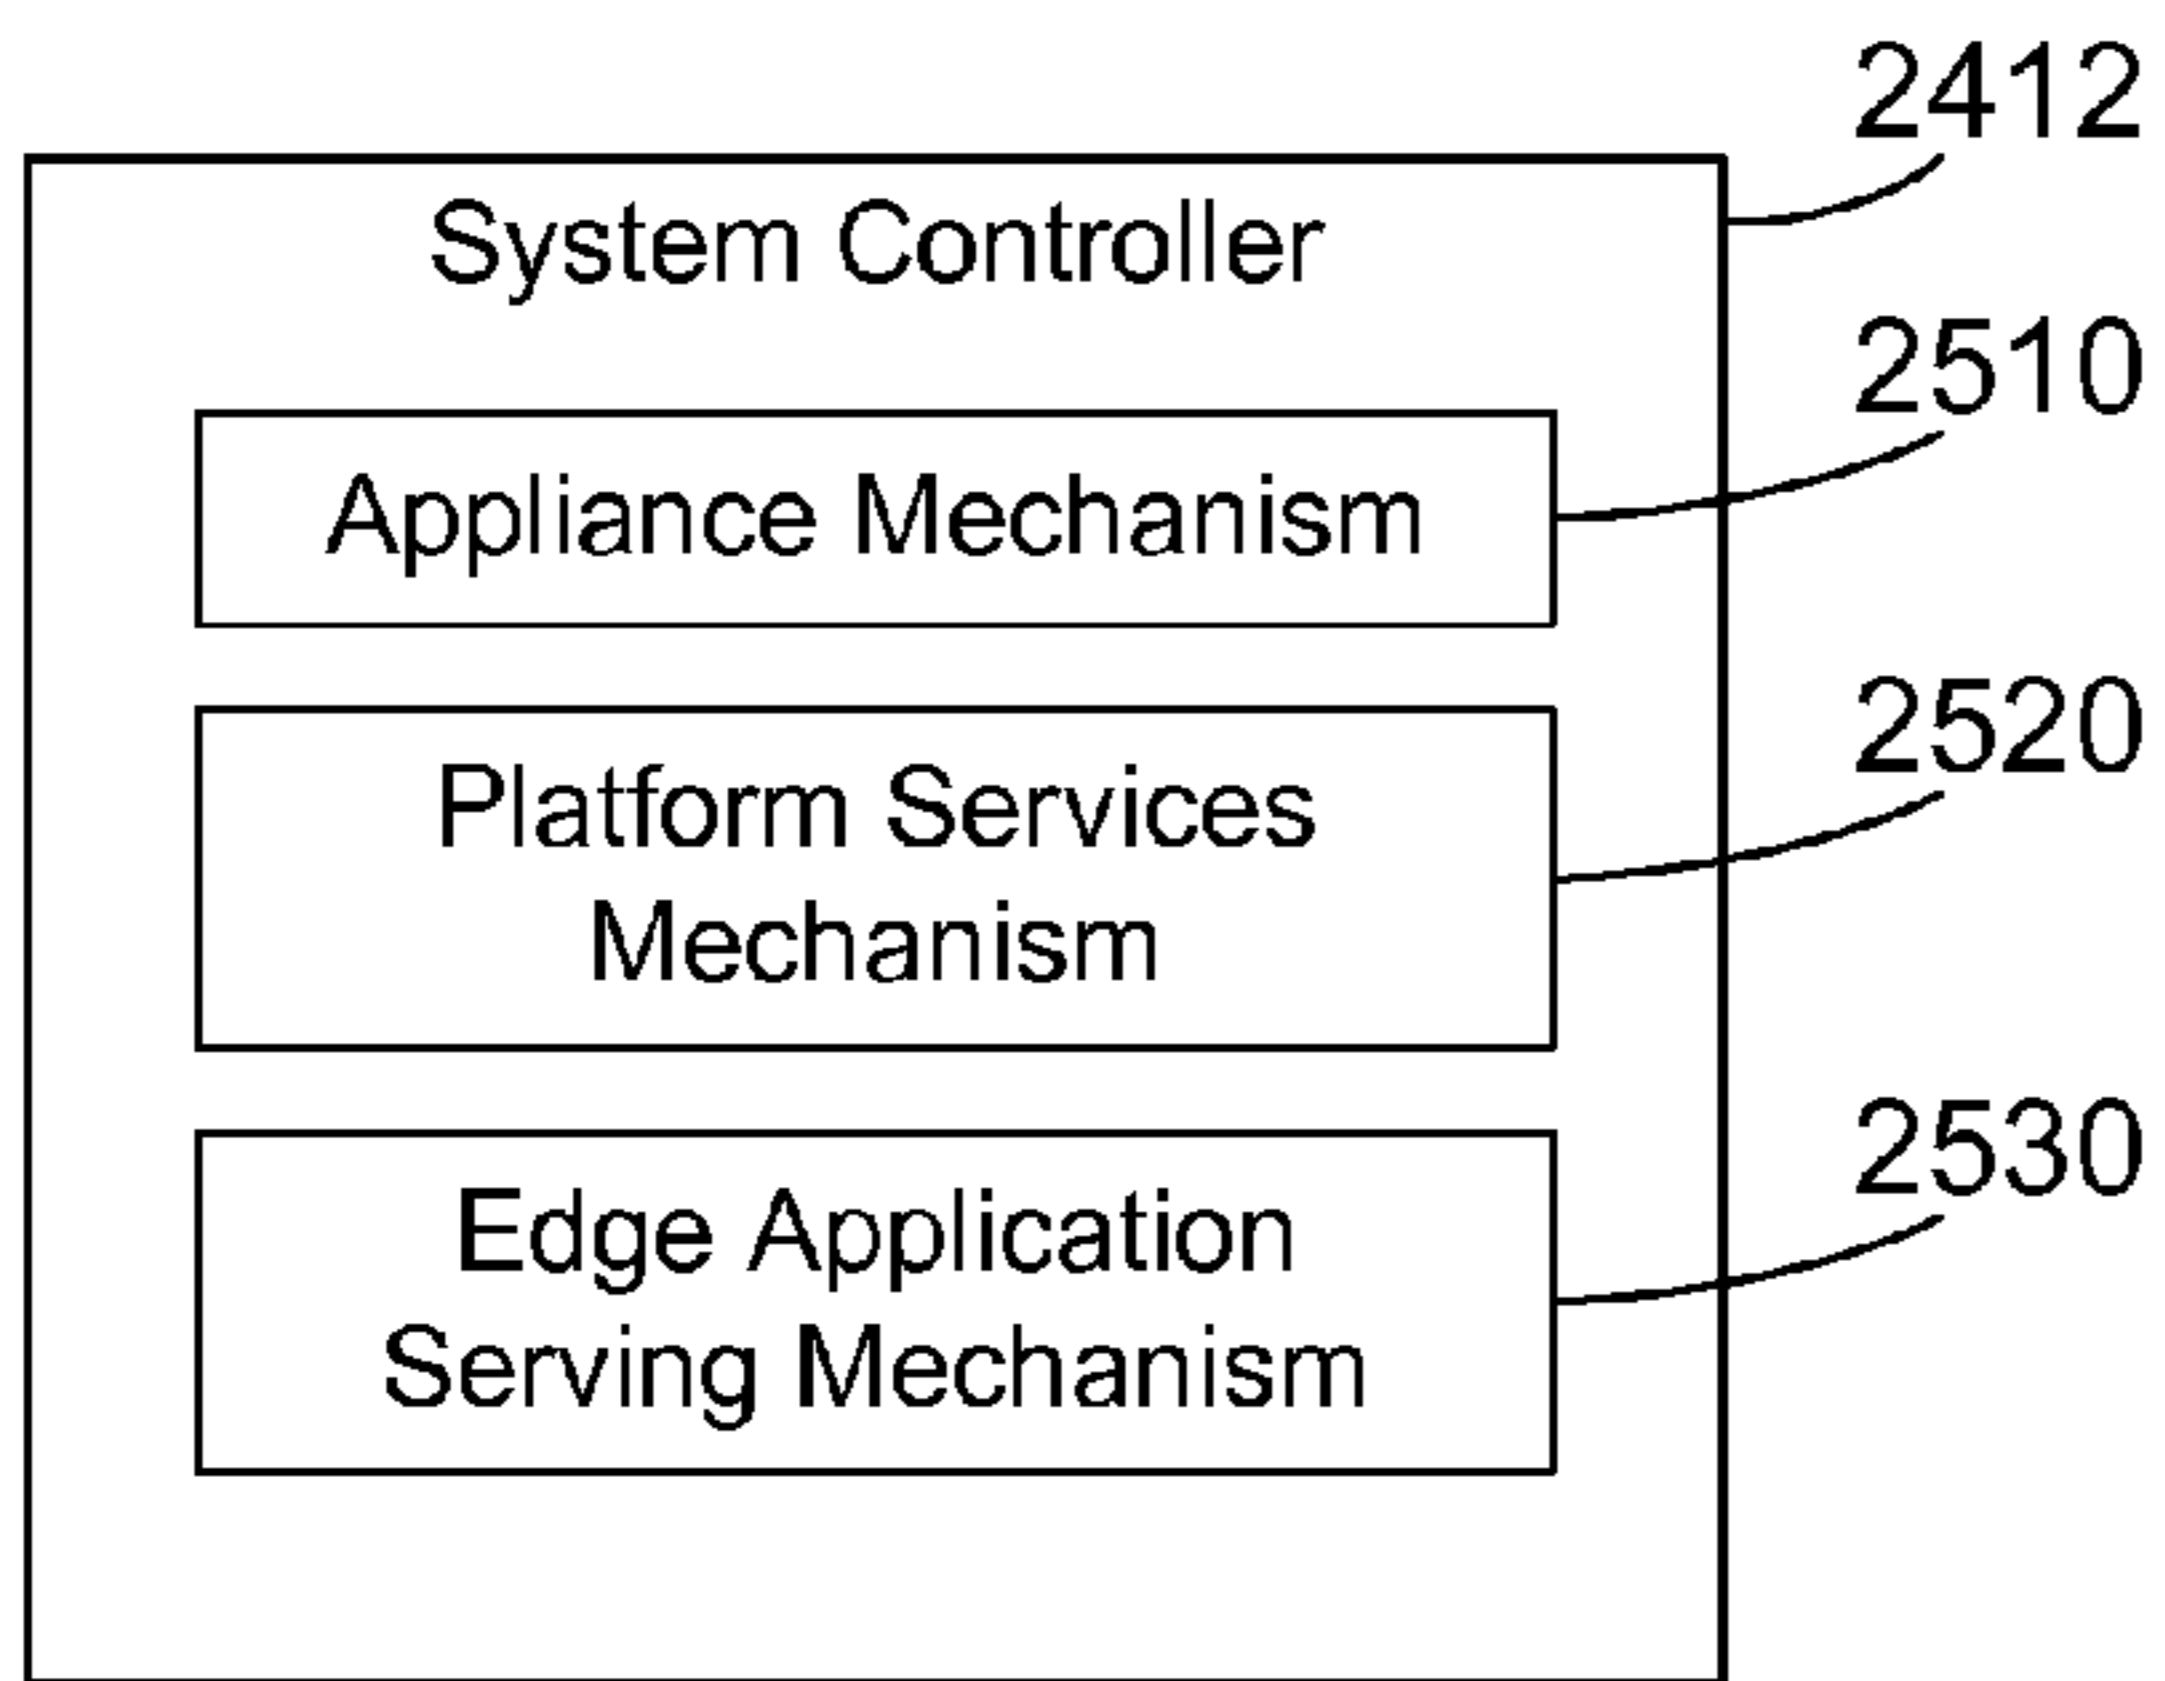 2412
System Controller
2510
Appliance Mechanism
2520
Platform Services
Mechanism
2530
Edge Application
Serving Mechanism